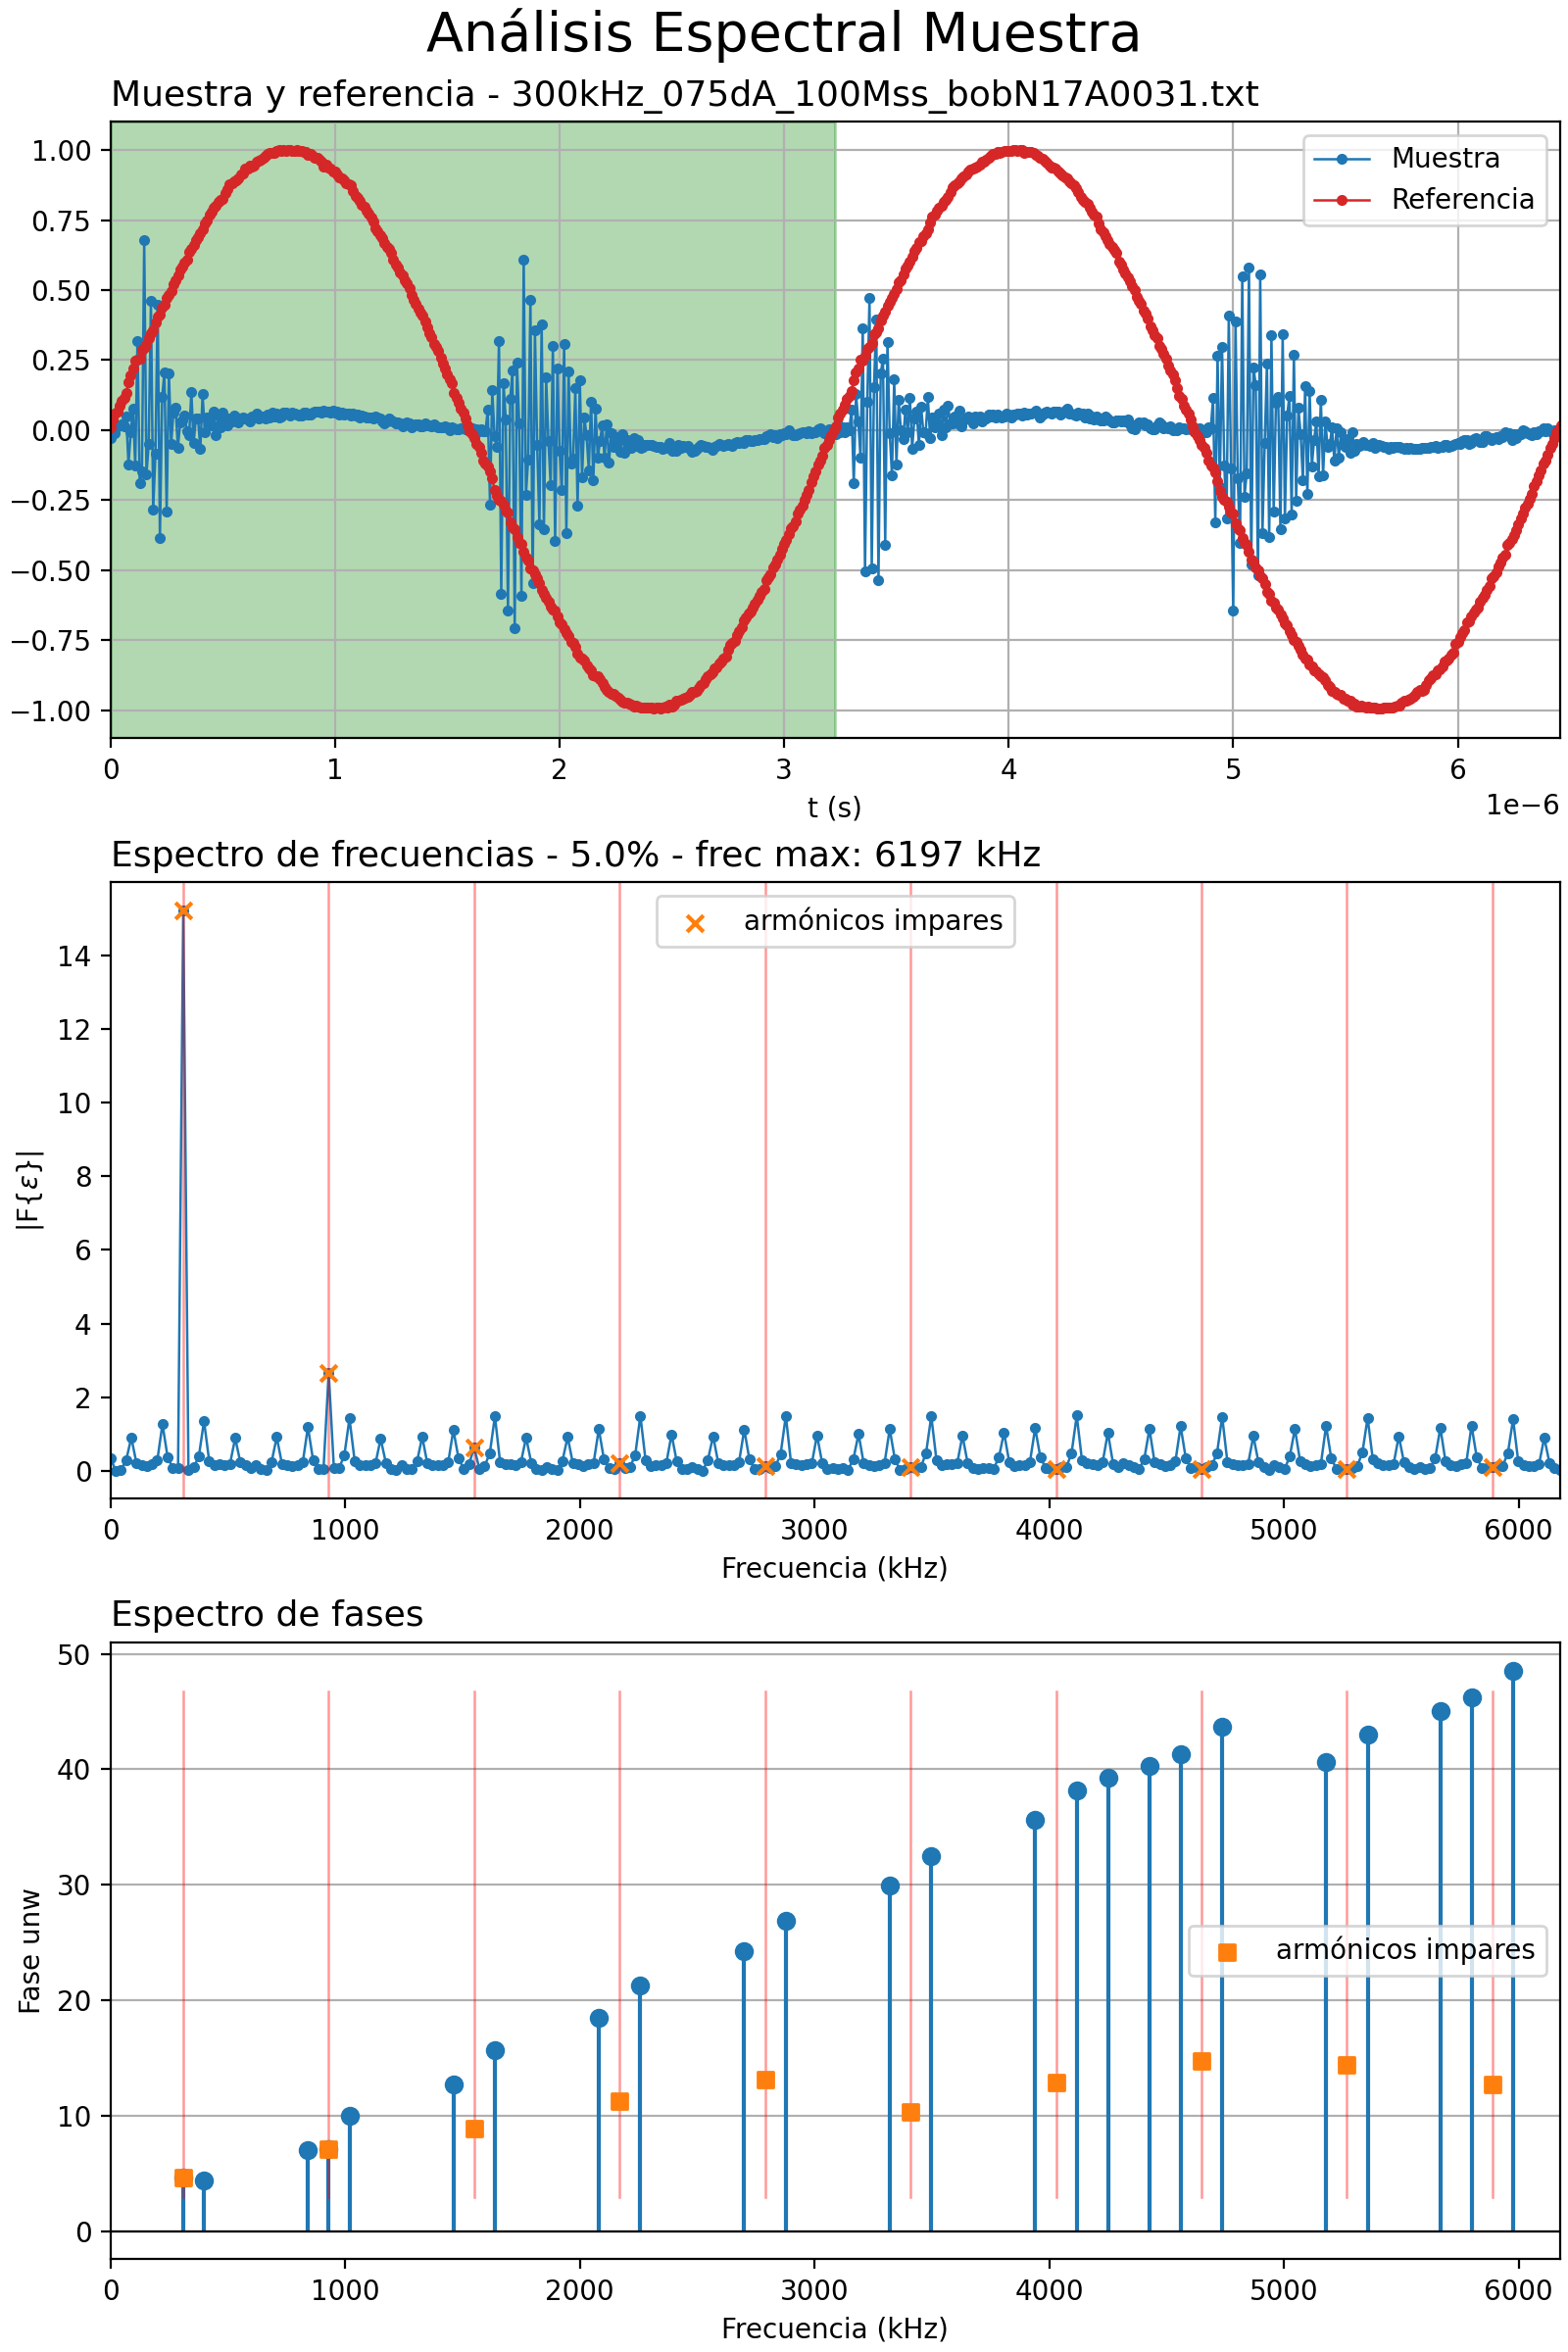 Análisis Espectral Muestra
Muestra y referencia - 300kHz_075dA_100Mss_bobN17A0031.txt
1.00
0.75
0.50
0.25
0.00
−0.25
−0.50
−0.75
−1.00
Muestra
Referencia
0 1 2 3 4 5 6
t (s)
1e−6
Espectro de frecuencias - 5.0% - frec max: 6197 kHz
armónicos impares
14
12
10
8
6
4
2
0
|F{ε}|
0 1000 2000 3000 4000 5000 6000
Frecuencia (kHz)
Espectro de fases
50
40
30
20
10
0
Fase unw
armónicos impares
0 1000 2000 3000 4000 5000 6000
Frecuencia (kHz)